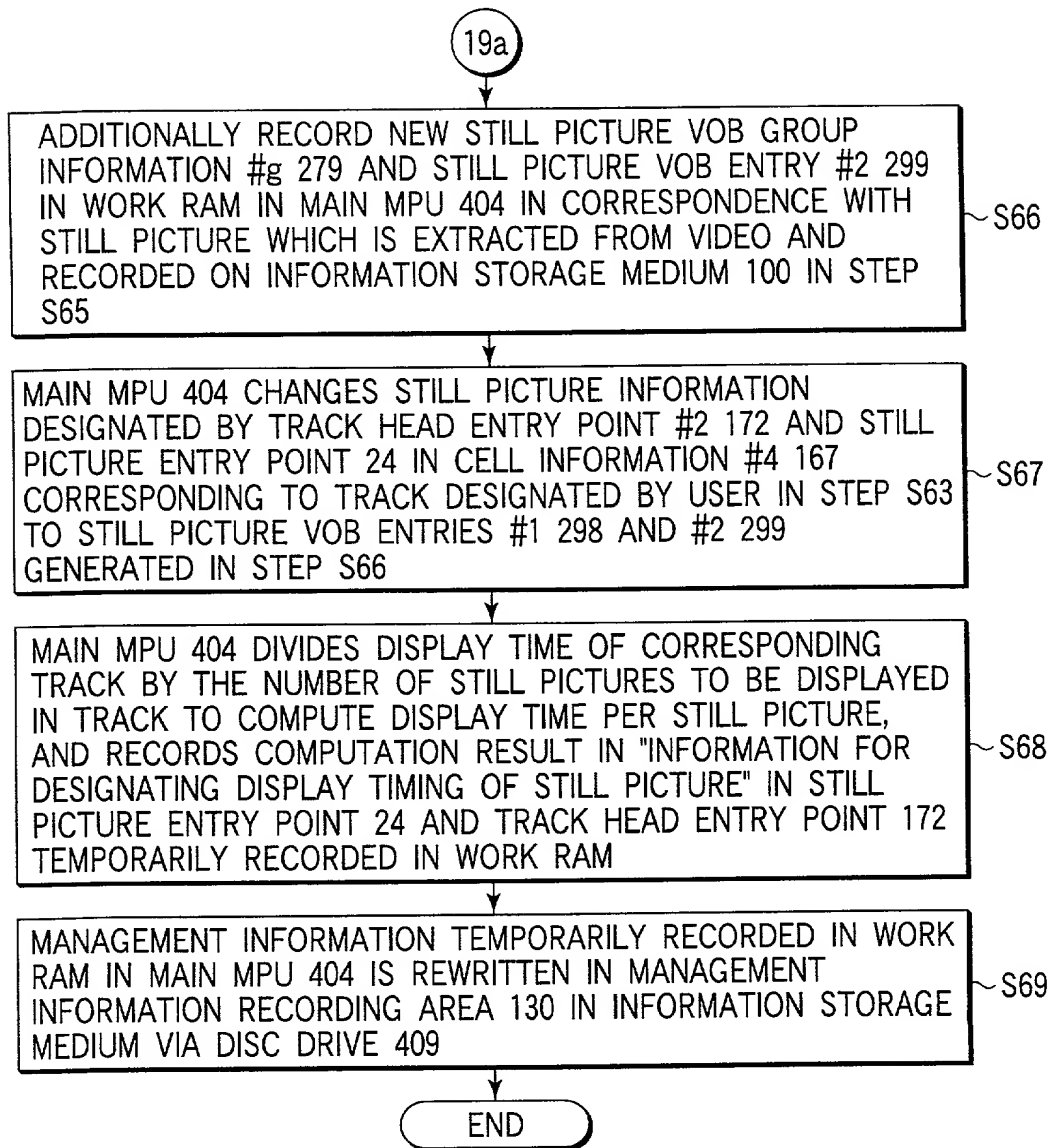 19a
ADDITIONALLY RECORD NEW STILL PICTURE VOB GROUP
INFORMATION #g 279 AND STILL PICTURE VOB ENTRY #2 299
IN WORK RAM IN MAIN MPU 404 IN CORRESPONDENCE WITH
STILL PICTURE WHICH IS EXTRACTED FROM VIDEO AND
RECORDED ON INFORMATION STORAGE MEDIUM 100 IN STEP
S65
~S66
MAIN MPU 404 CHANGES STILL PICTURE INFORMATION
DESIGNATED BY TRACK HEAD ENTRY POINT #2 172 AND STILL
PICTURE ENTRY POINT 24 IN CELL INFORMATION #4 167
CORRESPONDING TO TRACK DESIGNATED BY USER IN STEP S63
TO STILL PICTURE VOB ENTRIES #1 298 AND #2 299
GENERATED IN STEP S66
~S67
MAIN MPU 404 DIVIDES DISPLAY TIME OF CORRESPONDING
TRACK BY THE NUMBER OF STILL PICTURES TO BE DISPLAYED
IN TRACK TO COMPUTE DISPLAY TIME PER STILL PICTURE,
AND RECORDS COMPUTATION RESULT IN "INFORMATION FOR
DESIGNATING DISPLAY TIMING OF STILL PICTURE" IN STILL
PICTURE ENTRY POINT 24 AND TRACK HEAD ENTRY POINT 172
TEMPORARILY RECORDED IN WORK RAM
~S68
MANAGEMENT INFORMATION TEMPORARILY RECORDED IN WORK
RAM IN MAIN MPU 404 IS REWRITTEN IN MANAGEMENT
INFORMATION RECORDING AREA 130 IN INFORMATION STORAGE
MEDIUM VIA DISC DRIVE 409
~S69
END